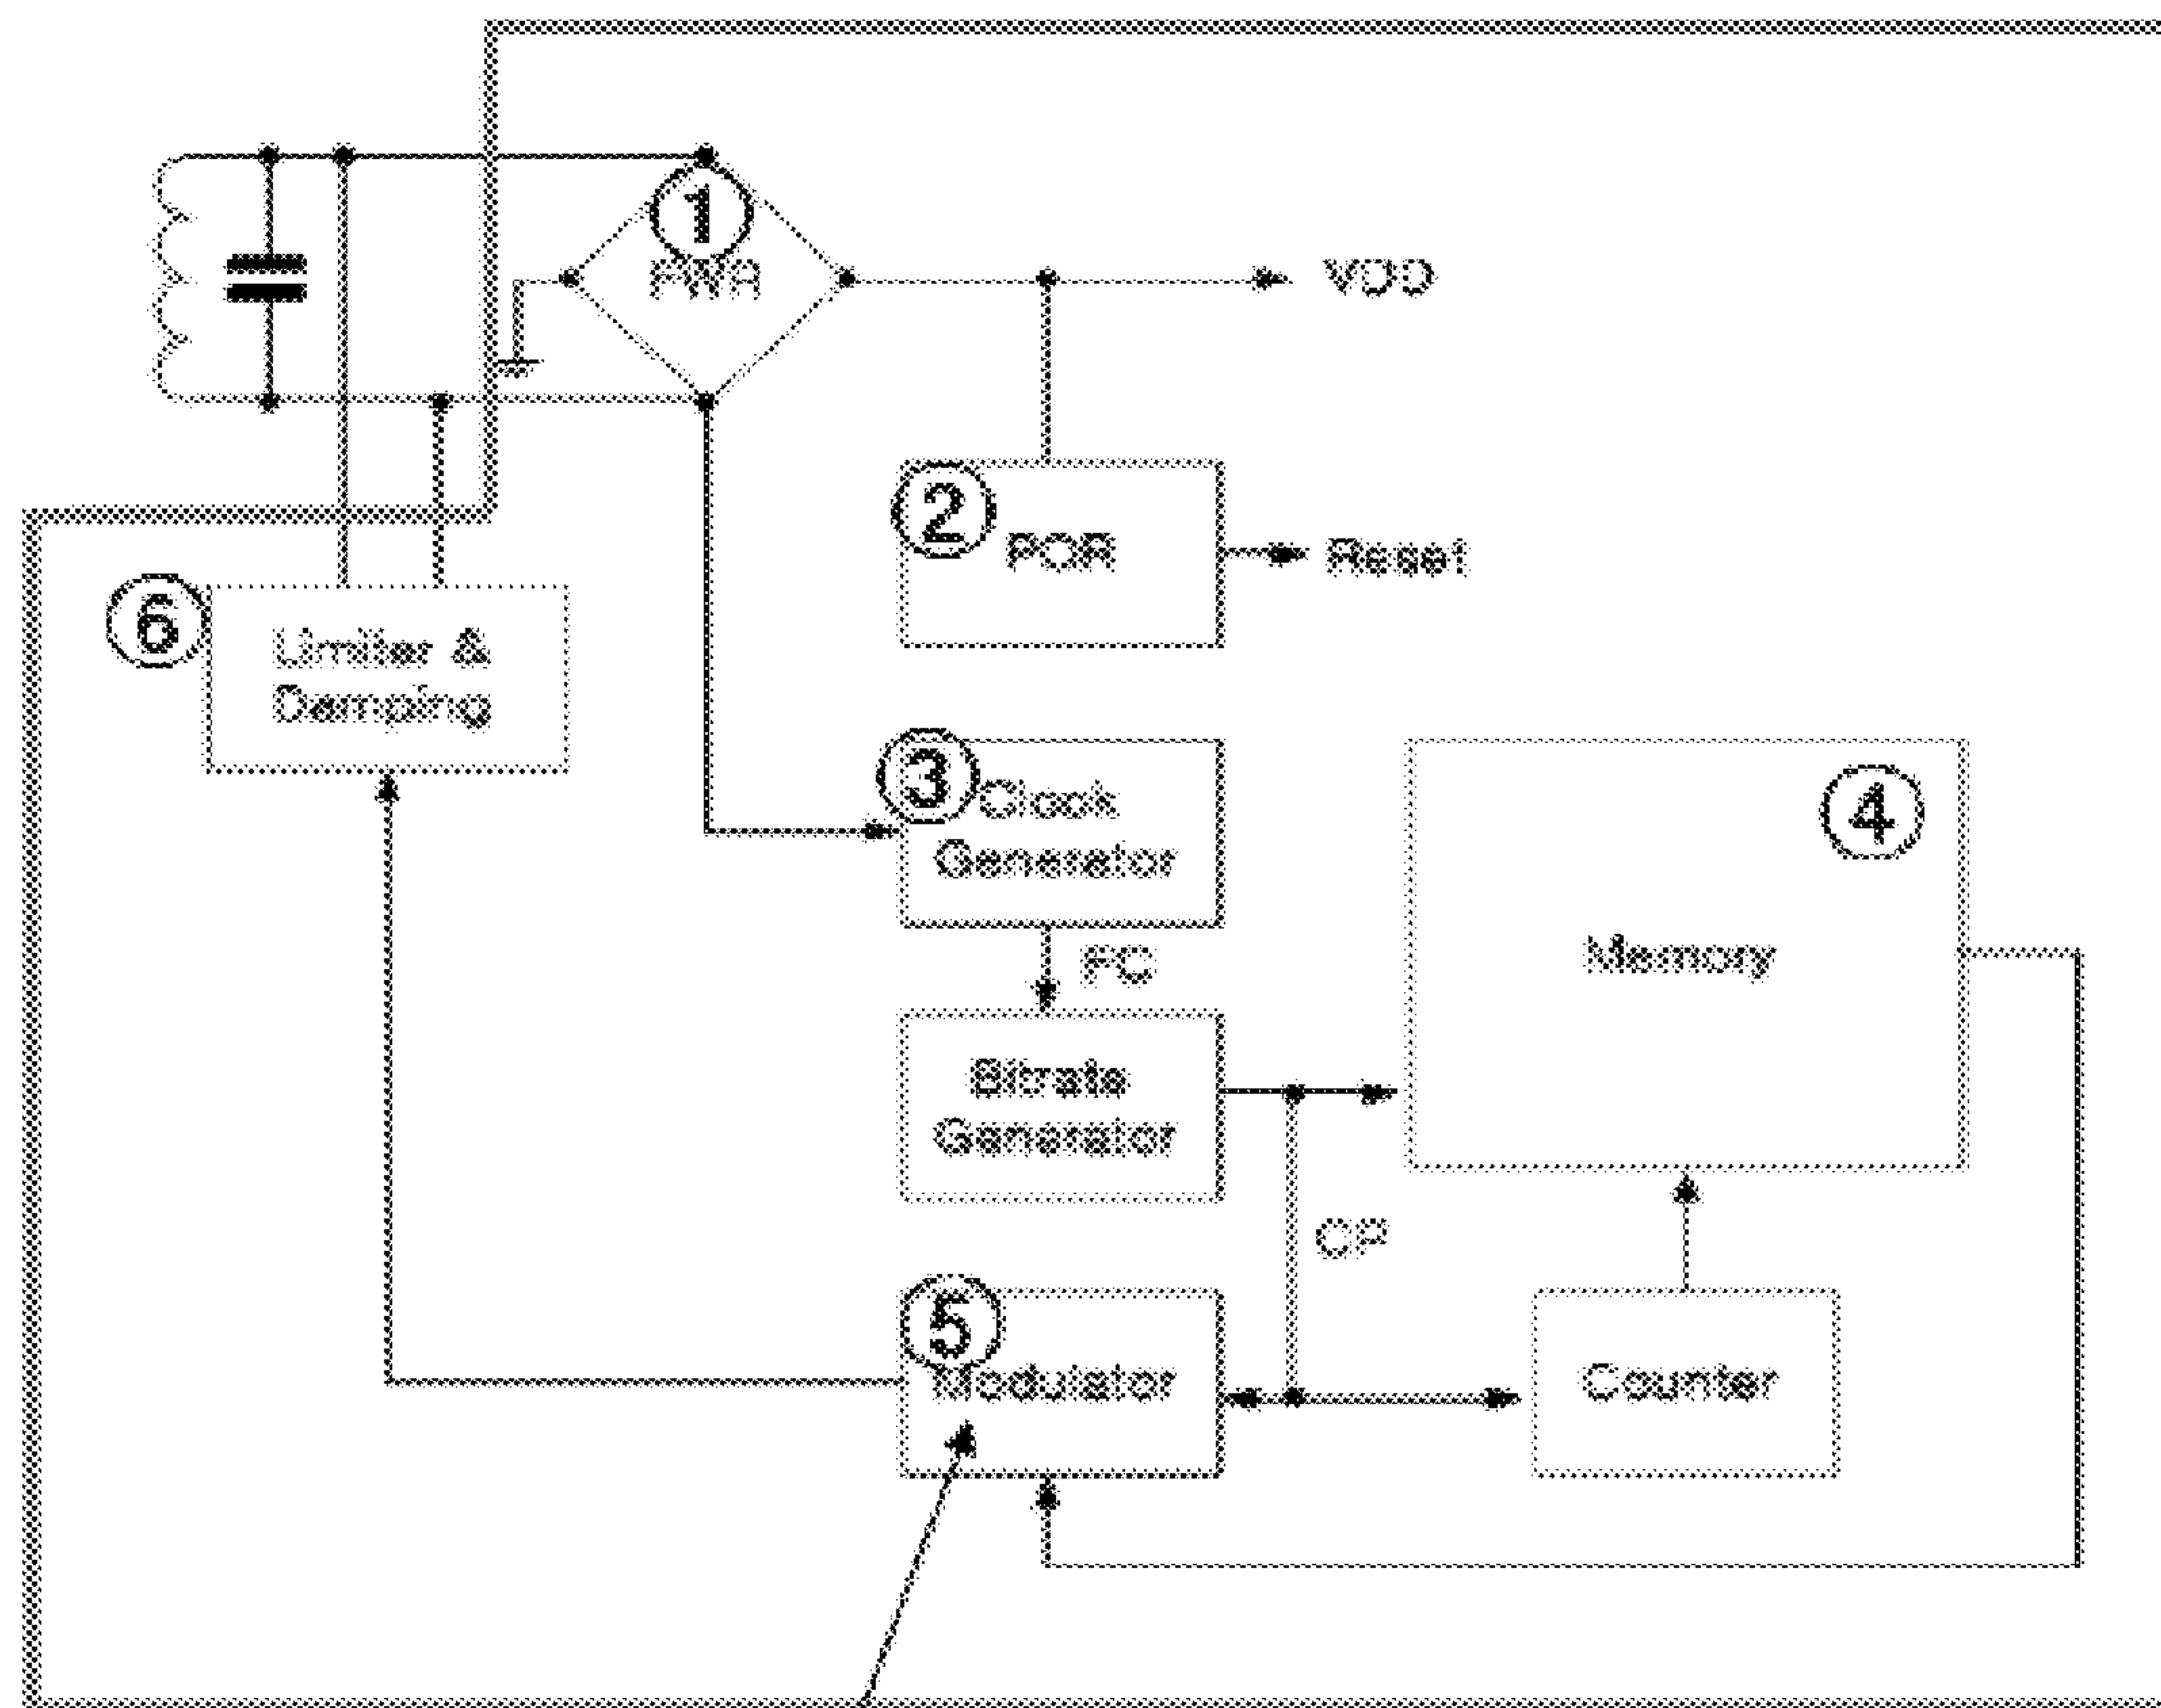 1
FWR
VDD
2
POR
Reset
6
Limiter &
Damping
3
Clock
Generator
4
Memory
FC
Bitrate
Generator
CP
5
Modulator
Counter